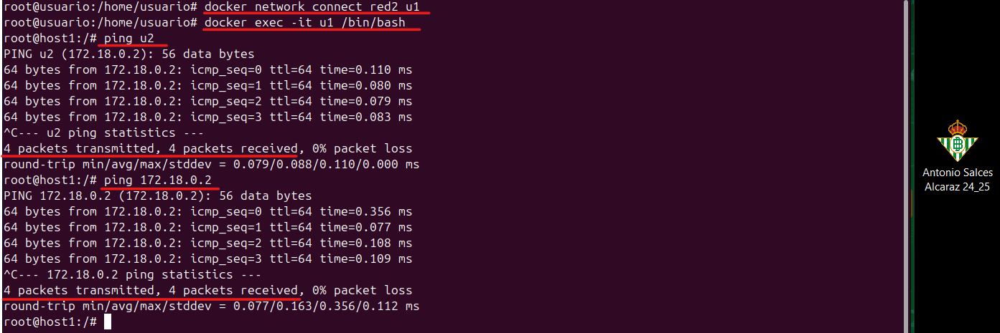 root@usuario:/home/usuario# docker network connect red2 u1
root@usuario:/home/usuario# docker exec -it u1 /bin/bash
root@host1:/# ping u2
PING u2 (172.18.0.2): 56 data bytes
64 bytes from 172.18.0.2: icmp_seq=0 ttl=64 time=0.110 ms
64 bytes from 172.18.0.2: icmp_seq=1 ttl=64 time=0.080 ms
64 bytes from 172.18.0.2: icmp_seq=2 ttl=64 time=0.079 ms
64 bytes from 172.18.0.2: icmp_seq=3 ttl=64 time=0.083 ms
^C--- u2 ping statistics ---
4 packets transmitted, 4 packets received, 0% packet loss
round-trip min/avg/max/stddev = 0.079/0.088/0.110/0.000 ms
root@host1:/# ping 172.18.0.2
PING 172.18.0.2 (172.18.0.2): 56 data bytes
64 bytes from 172.18.0.2: icmp_seq=0 ttl=64 time=0.356 ms
64 bytes from 172.18.0.2: icmp_seq=1 ttl=64 time=0.077 ms
64 bytes from 172.18.0.2: icmp_seq=2 ttl=64 time=0.108 ms
64 bytes from 172.18.0.2: icmp_seq=3 ttl=64 time=0.109 ms
^C--- 172.18.0.2 ping statistics ---
4 packets transmitted, 4 packets received, 0% packet loss
round-trip min/avg/max/stddev = 0.077/0.163/0.356/0.112 ms
root@host1:/#
Antonio Salces
Alcaraz 24_25